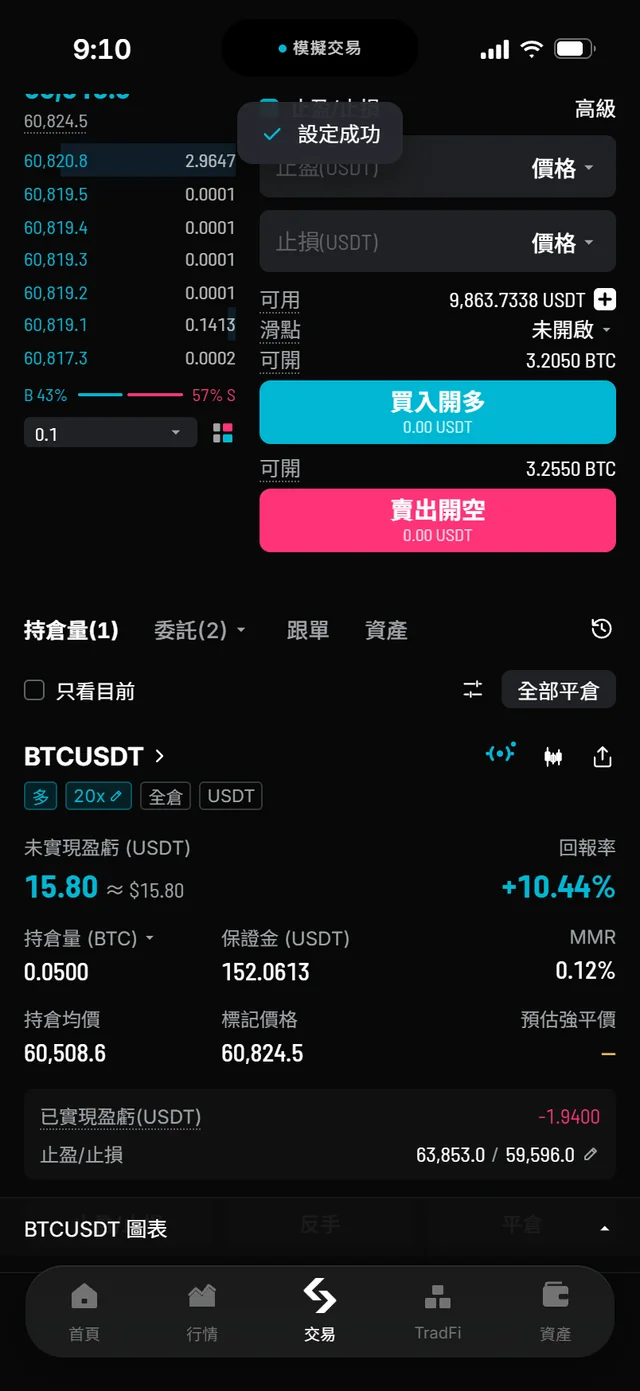 9:10
模擬交易
60,824.5
止盈/止損
高級
設定成功
60,820.8 2.9647
60,819.5 0.0001
60,819.4 0.0001
60,819.3 0.0001
60,819.2 0.0001
60,819.1 0.1413
60,817.3 0.0002
B 43% 57% S
0.1
止盈(USDT) 價格
止損(USDT) 價格
可用 9,863.7338 USDT
滑點 未開啟
可開 3.2050 BTC
買入開多
0.00 USDT
可開 3.2550 BTC
賣出開空
0.00 USDT
持倉量(1) 委託(2) 跟單 資產
只看目前 全部平倉
BTCUSDT
多 20x 全倉 USDT
未實現盈虧 (USDT) 回報率
15.80 ≈ $15.80 +10.44%
持倉量 (BTC) 保證金 (USDT) MMR
0.0500 152.0613 0.12%
持倉均價 標記價格 預估強平價
60,508.6 60,824.5 –
已實現盈虧(USDT) -1.9400
止盈/止損 63,853.0 / 59,596.0
反手 平倉
BTCUSDT 圖表
首頁 行情 交易 TradFi 資產